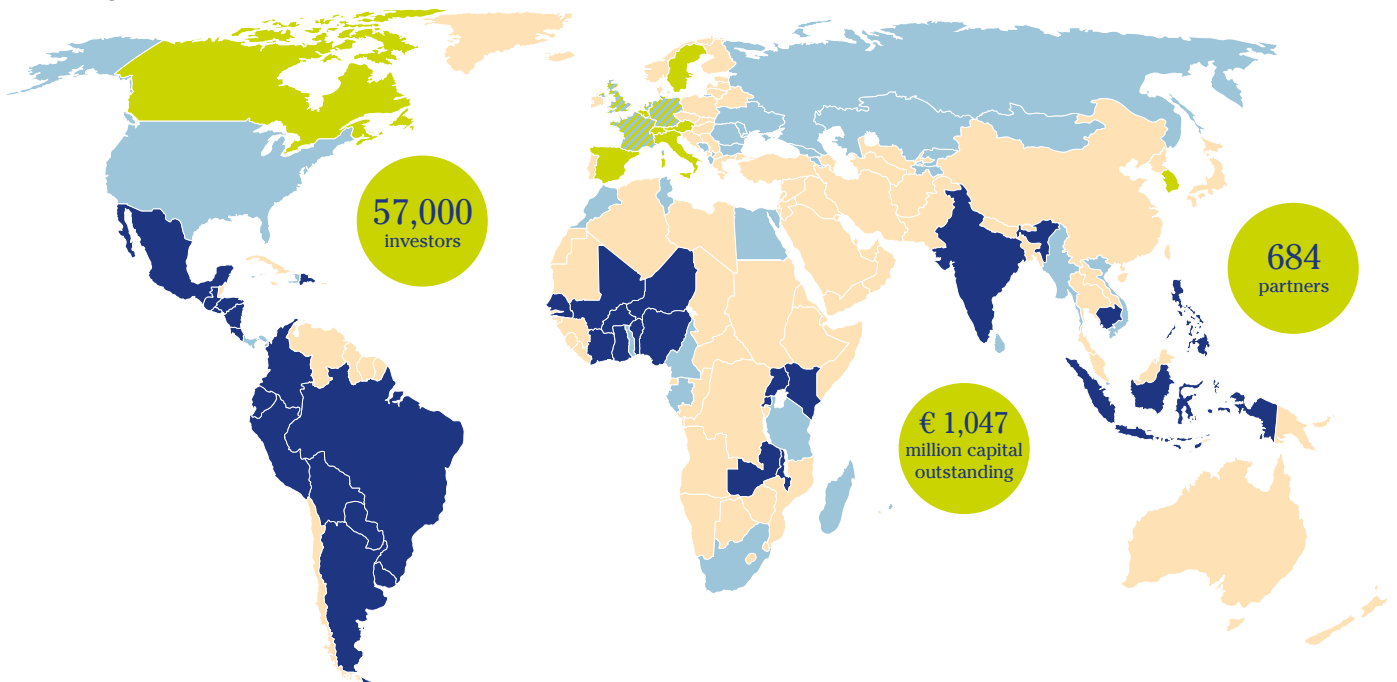 57,000
investors
684
partners
€ 1,047
million capital
outstanding